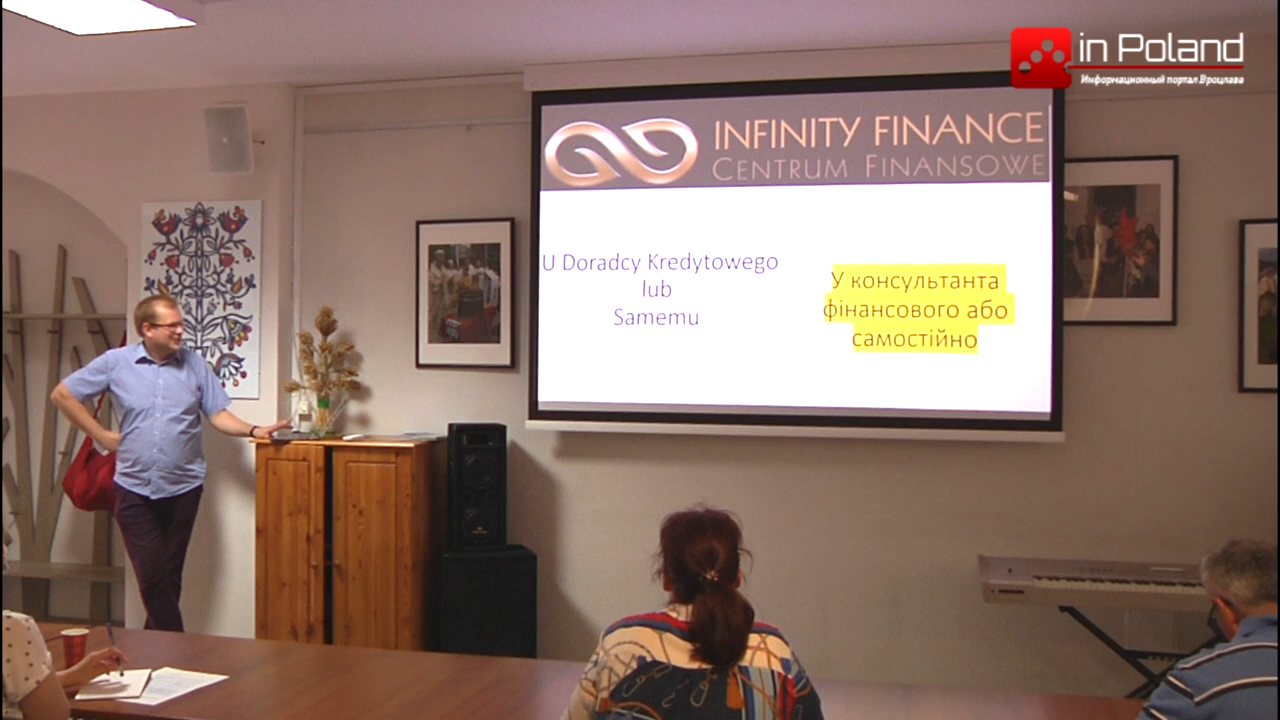 in Poland
Информационный портал Вроцлава
INFINITY FINANCE
CENTRUM FINANSOWE
U Doradcy Kredytowego
lub
Samemu
У консультанта
фінансового або
самостійно